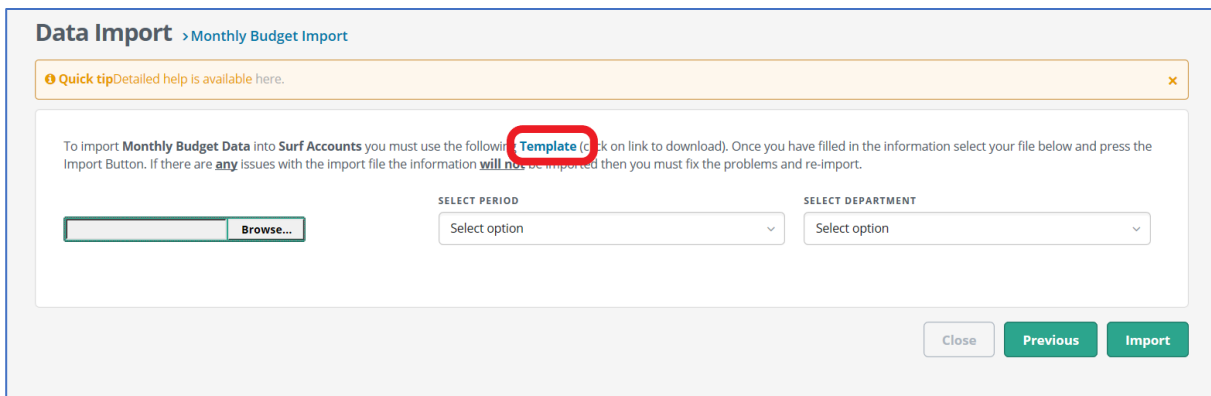 Data Import > Monthly Budget Import
Quick tipDetailed help is available here.
To import Monthly Budget Data into Surf Accounts you must use the following Template (click on link to download). Once you have filled in the information select your file below and press the
Import Button. If there are any issues with the import file the information will not be imported then you must fix the problems and re-import.
SELECT PERIOD SELECT DEPARTMENT
Browse... Select option Select option
Close Previous Import